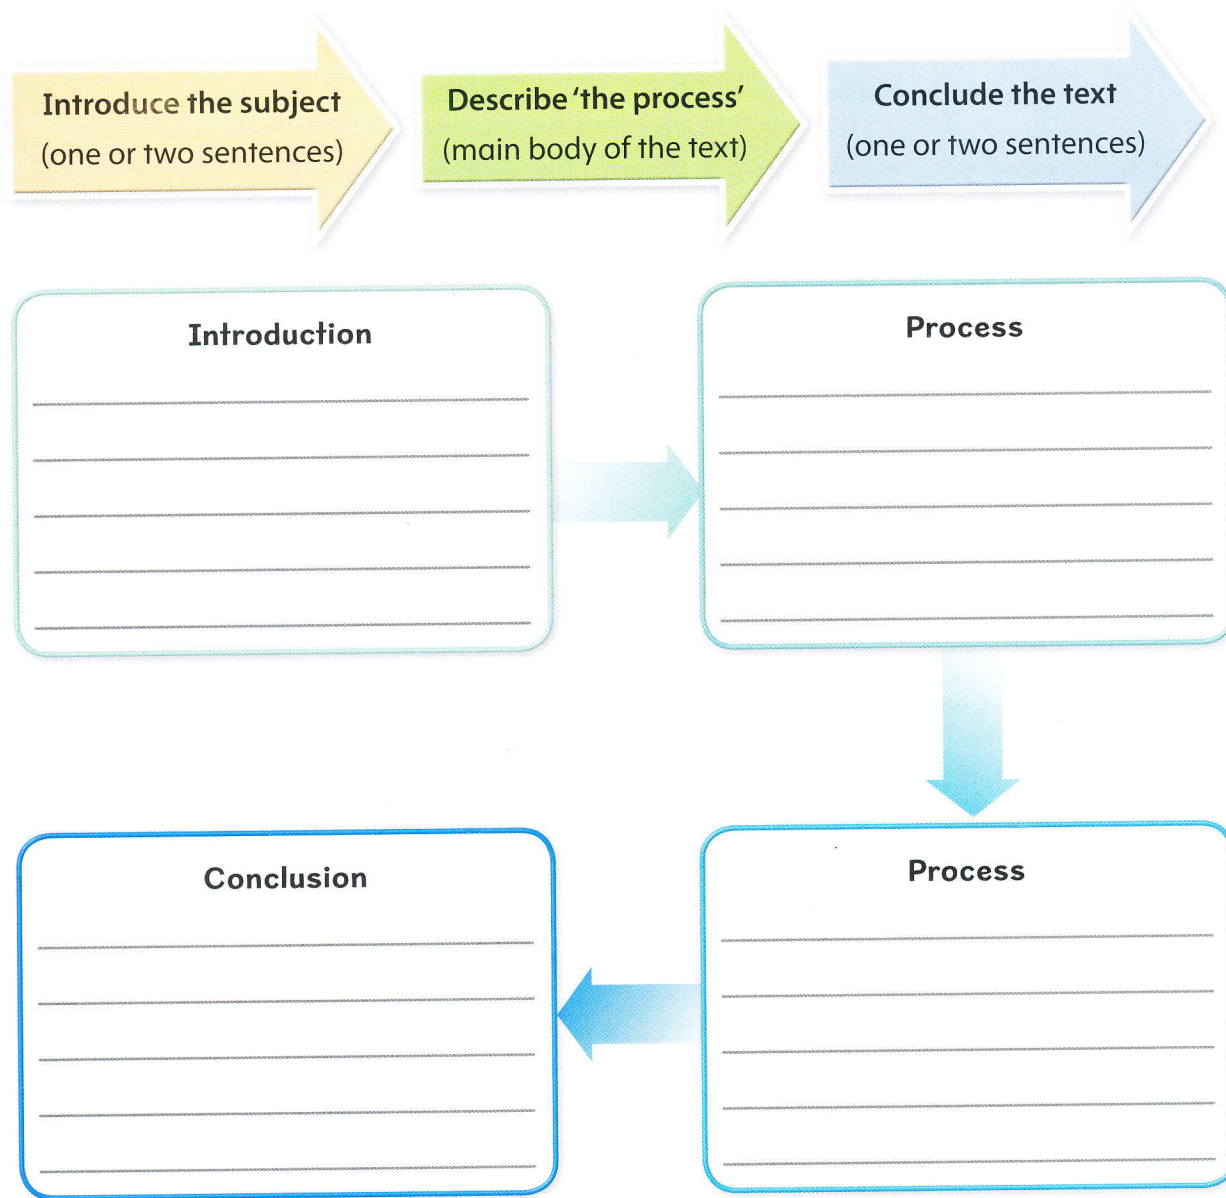 Introduce the subject
(one or two sentences)
Describe ‘the process’
(main body of the text)
Conclude the text
(one or two sentences)
Introduction
Process
Process
Conclusion